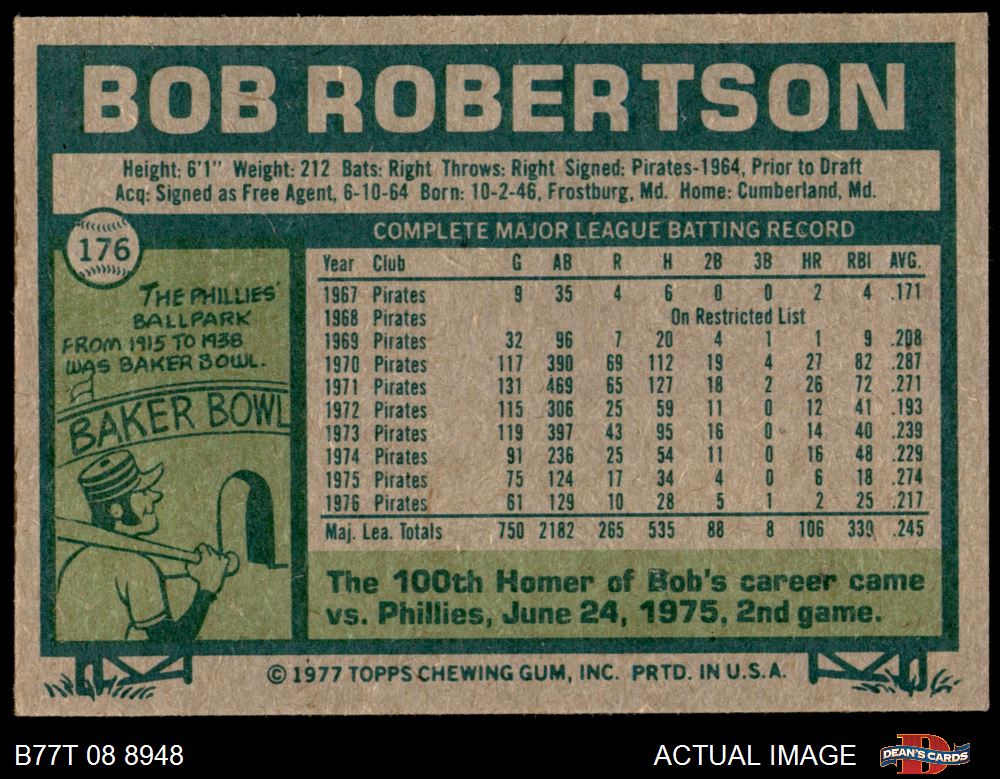 BOB ROBERTSON
Height: 6'1" Weight: 212 Bats: Right Throws: Right Signed: Pirates-1964, Prior to Draft
Acq: Signed as Free Agent, 6-10-64 Born: 10-2-46, Frostburg, Md. Home: Cumberland, Md.
176
THE PHILLIES'
BALLPARK
FROM 1915 TO 1938
WAS BAKER BOWL.
BAKER BOWL
COMPLETE MAJOR LEAGUE BATTING RECORD
Year Club G AB R H 2B 3B HR RBI AVG.
1967 Pirates 9 35 4 6 0 0 2 4 .171
1968 Pirates On Restricted List
1969 Pirates 32 96 7 20 4 1 1 9 .208
1970 Pirates 117 390 69 112 19 4 27 82 .287
1971 Pirates 131 469 65 127 18 2 26 72 .271
1972 Pirates 115 306 25 59 11 0 12 41 .193
1973 Pirates 119 397 43 95 16 0 14 40 .239
1974 Pirates 91 236 25 54 11 0 16 48 .229
1975 Pirates 75 124 17 34 4 0 6 18 .274
1976 Pirates 61 129 10 28 5 1 2 25 .217
Maj. Lea. Totals 750 2182 265 535 88 8 106 339 .245
The 100th Homer of Bob's career came
vs. Phillies, June 24, 1975, 2nd game.
© 1977 TOPPS CHEWING GUM, INC. PRTD. IN U.S.A.
B77T 08 8948
ACTUAL IMAGE
DEAN'S CARDS